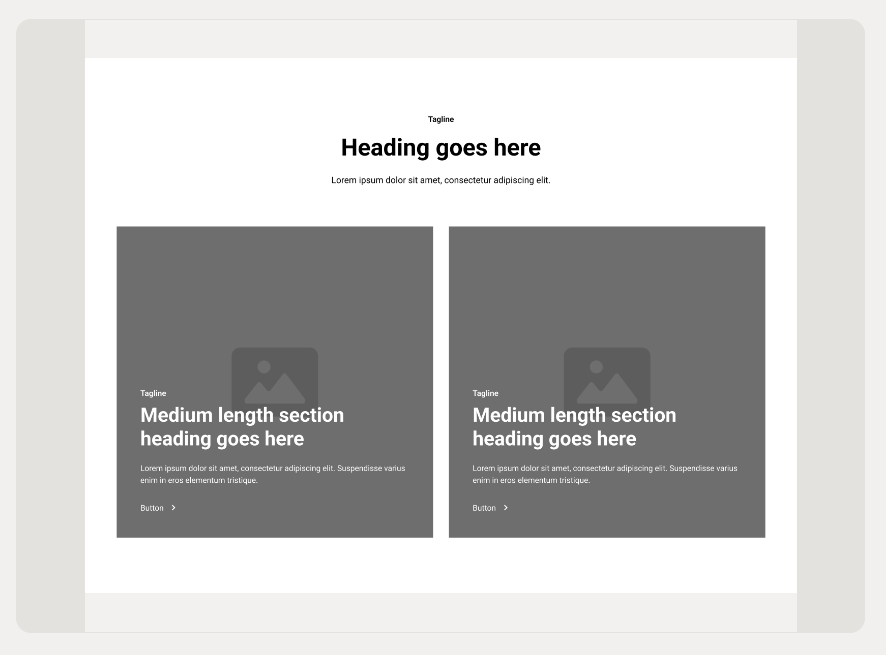 Tagline
Heading goes here
Lorem ipsum dolor sit amet, consectetur adipiscing elit.
Tagline
Medium length section
heading goes here
Lorem ipsum dolor sit amet, consectetur adipiscing elit. Suspendisse varius
enim in eros elementum tristique.
Button
Tagline
Medium length section
heading goes here
Lorem ipsum dolor sit amet, consectetur adipiscing elit. Suspendisse varius
enim in eros elementum tristique.
Button